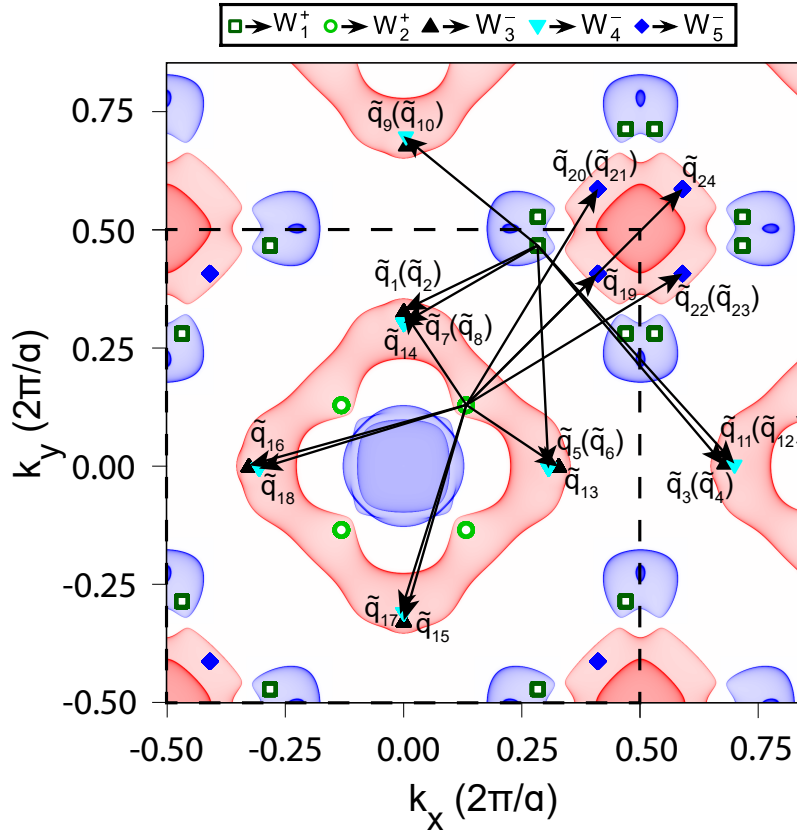 →W₁⁺ →W₂⁺ →W₃⁻ →W₄⁻ →W₅⁻
0.75
0.50
0.25
0.00
-0.25
-0.50
k_y (2π/a)
q̃₉(q̃₁₀)
q̃₂₀(q̃₂₁)
q̃₂₄
q̃₁(q̃₂)
q̃₁₉
q̃₂₂(q̃₂₃)
q̃₇(q̃₈)
q̃₁₄
q̃₁₆
q̃₅(q̃₆)
q̃₁₁(q̃₁₂
q̃₁₈
q̃₁₃
q̃₃(q̃₄)
q̃₁₇
q̃₁₅
-0.50 -0.25 0.00 0.25 0.50 0.75
k_x (2π/a)